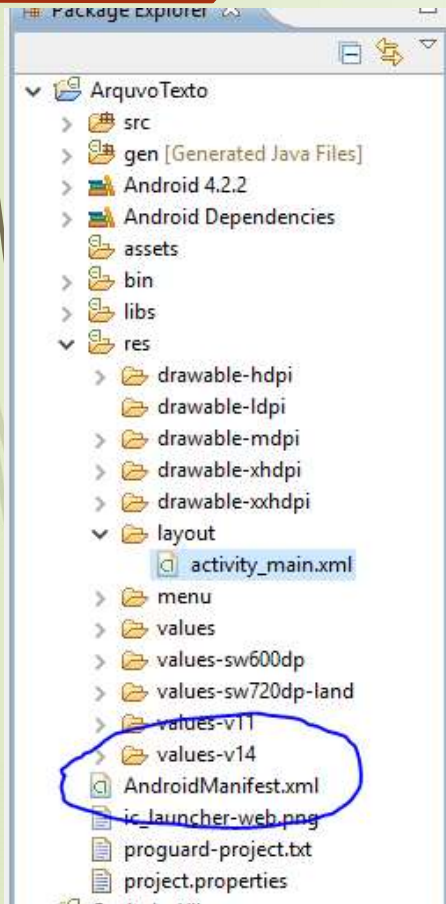 Package Explorer
ArquvoTexto
src
gen [Generated Java Files]
Android 4.2.2
Android Dependencies
assets
bin
libs
res
drawable-hdpi
drawable-ldpi
drawable-mdpi
drawable-xhdpi
drawable-xxhdpi
layout
activity_main.xml
menu
values
values-sw600dp
values-sw720dp-land
values-v11
values-v14
AndroidManifest.xml
ic_launcher-web.png
proguard-project.txt
project.properties